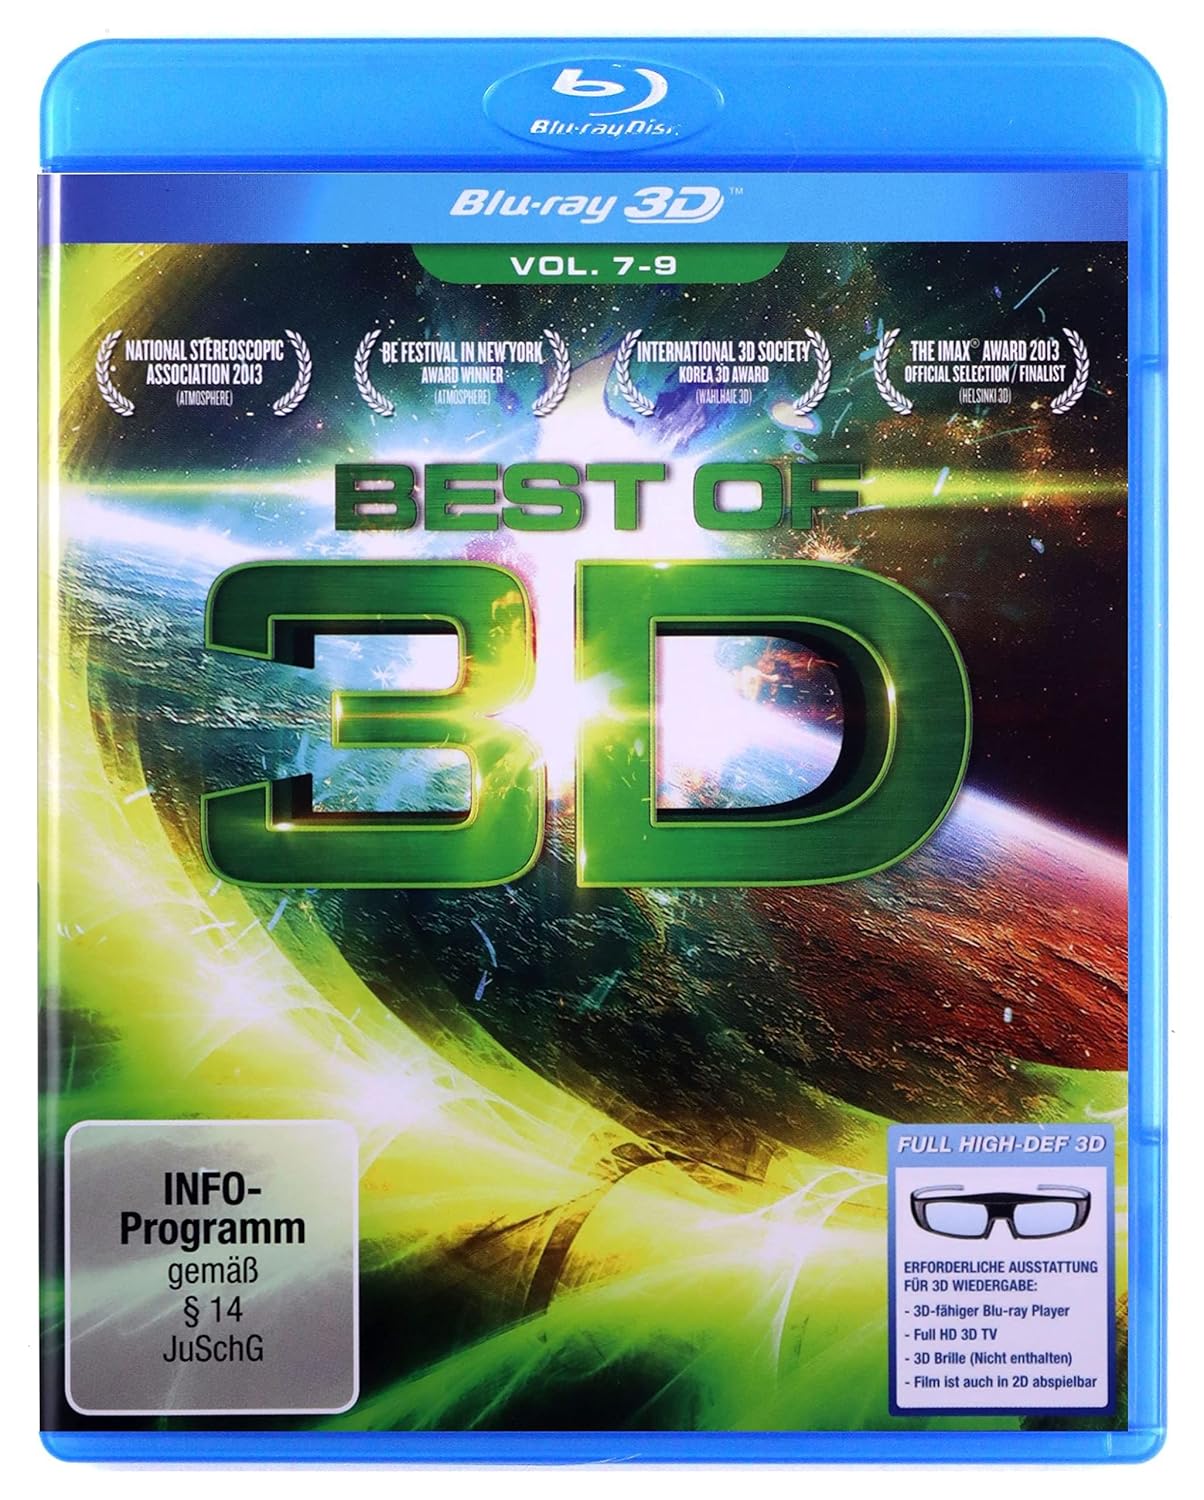 Blu-ray Disc
Blu-ray 3D™
VOL. 7-9
NATIONAL STEREOSCOPIC
ASSOCIATION 2013
(ATMOSPHERE)
BE FESTIVAL IN NEW YORK
AWARD WINNER
(ATMOSPHERE)
INTERNATIONAL 3D SOCIETY
KOREA 3D AWARD
(WAHLHAIE 3D)
THE IMAX® AWARD 2013
OFFICIAL SELECTION / FINALIST
(HELSINKI 3D)
BEST OF
3D
INFO-
Programm
gemäß
§ 14
JuSchG
FULL HIGH-DEF 3D
ERFORDERLICHE AUSSTATTUNG
FÜR 3D WIEDERGABE:
- 3D-fähiger Blu-ray Player
- Full HD 3D TV
- 3D Brille (Nicht enthalten)
- Film ist auch in 2D abspielbar